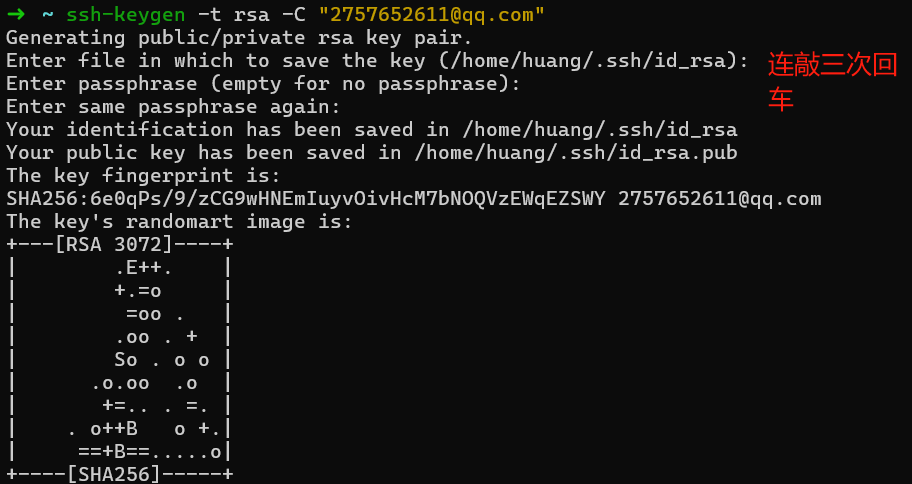 ➜  ~ ssh-keygen -t rsa -C "2757652611@qq.com"
Generating public/private rsa key pair.
Enter file in which to save the key (/home/huang/.ssh/id_rsa):
连敲三次回
车
Enter passphrase (empty for no passphrase):
Enter same passphrase again:
Your identification has been saved in /home/huang/.ssh/id_rsa
Your public key has been saved in /home/huang/.ssh/id_rsa.pub
The key fingerprint is:
SHA256:6e0qPs/9/zCG9wHNEmIuyvOivHcM7bNOQVzEWqEZSWY 2757652611@qq.com
The key's randomart image is:
+---[RSA 3072]----+
|        .E++.    |
|        +.=o     |
|         =oo .   |
|        .oo . +  |
|        So . o o |
|      .o.oo  .o  |
|       +=.. . =. |
|    . o++B   o +.|
|     ==+B==.....o|
+----[SHA256]-----+